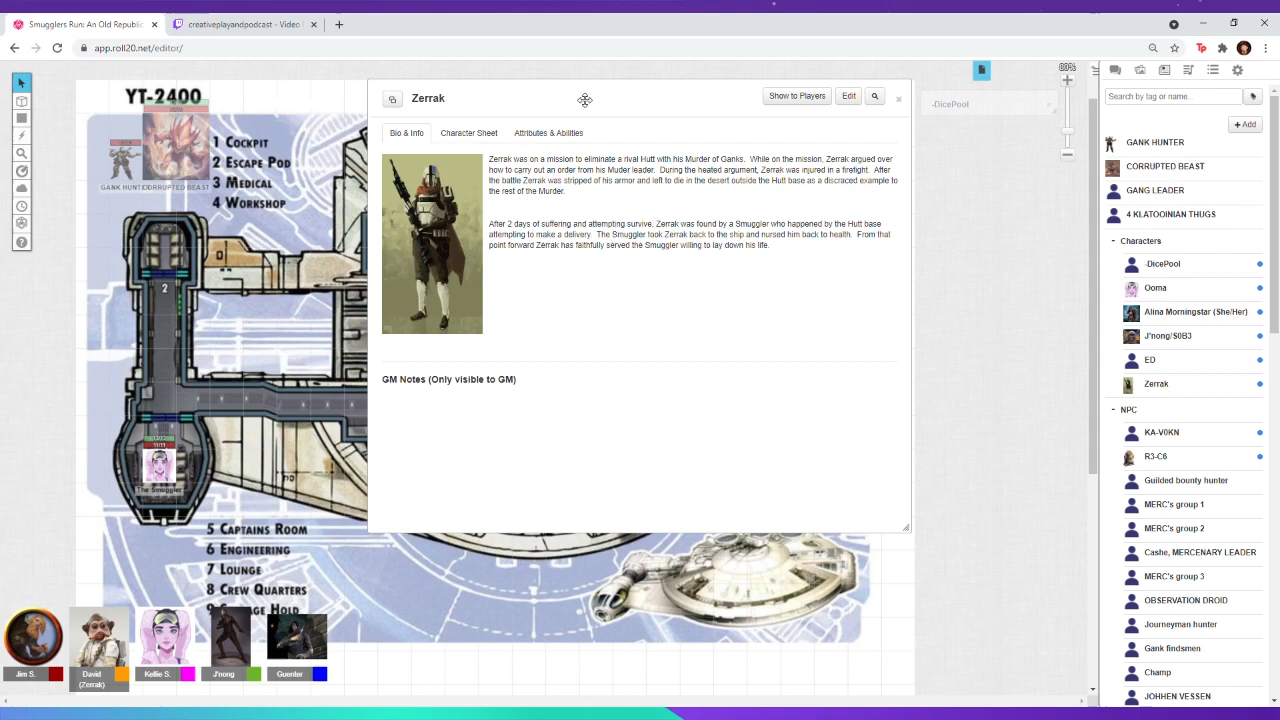 Smugglers Run: An Old Republic
creativeplayandpodcast - Video
app.roll20.net/editor/
Tp
YT-2400
1 COCKPIT
2 ESCAPE POD
3 MEDICAL
4 WORKSHOP
GANK HUNT
CORRUPTED BEAST
2
11/11
The Smuggler
5 CAPTAINS ROOM
6 ENGINEERING
7 LOUNGE
8 CREW QUARTERS
Jim S.
David
(Zerrak)
Kellie S.
J'nong
Guenter
Zerrak
Show to Players
Edit
Bio & Info
Character Sheet
Attributes & Abilities
Zerrak was on a mission to eliminate a rival Hutt with his Murder of Ganks. While on the mission, Zerrak argued over
how to carry out an order from his Muder leader. During the heated argument, Zerrak was injured in a firefight. After
the battle Zerrak was stripped of his armor and left to die in the desert outside the Hutt base as a discraced example to
the rest of the Murder.
After 2 days of suffering and attempting survive, Zerrak was found by a Smuggler who happened by the Hutt base
attempting to make a delivery. The Smuggler took Zerrak back to the ship and nursed him back to health. From that
point forward Zerrak has faithfully served the Smuggler willing to lay down his life.
GM Notes (Only visible to GM)
-DicePool
Search by tag or name...
+ Add
GANK HUNTER
CORRUPTED BEAST
GANG LEADER
4 KLATOOINIAN THUGS
- Characters
-DicePool
Ooma
Alina Morningstar (She/Her)
J'nong/S0B3
ED
Zerrak
- NPC
KA-V0KN
R3-C6
Guilded bounty hunter
MERC's group 1
MERC's group 2
Cashe, MERCENARY LEADER
MERC's group 3
OBSERVATION DROID
Journeyman hunter
Gank findsmen
Champ
JOHHEN VESSEN